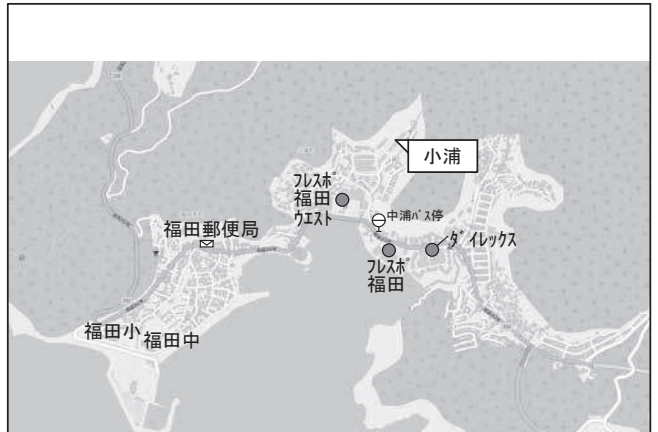 小浦
フレスポ
福田
ウエスト
中浦バス停
福田郵便局
ダイレックス
フレスポ
福田
福田小
福田中